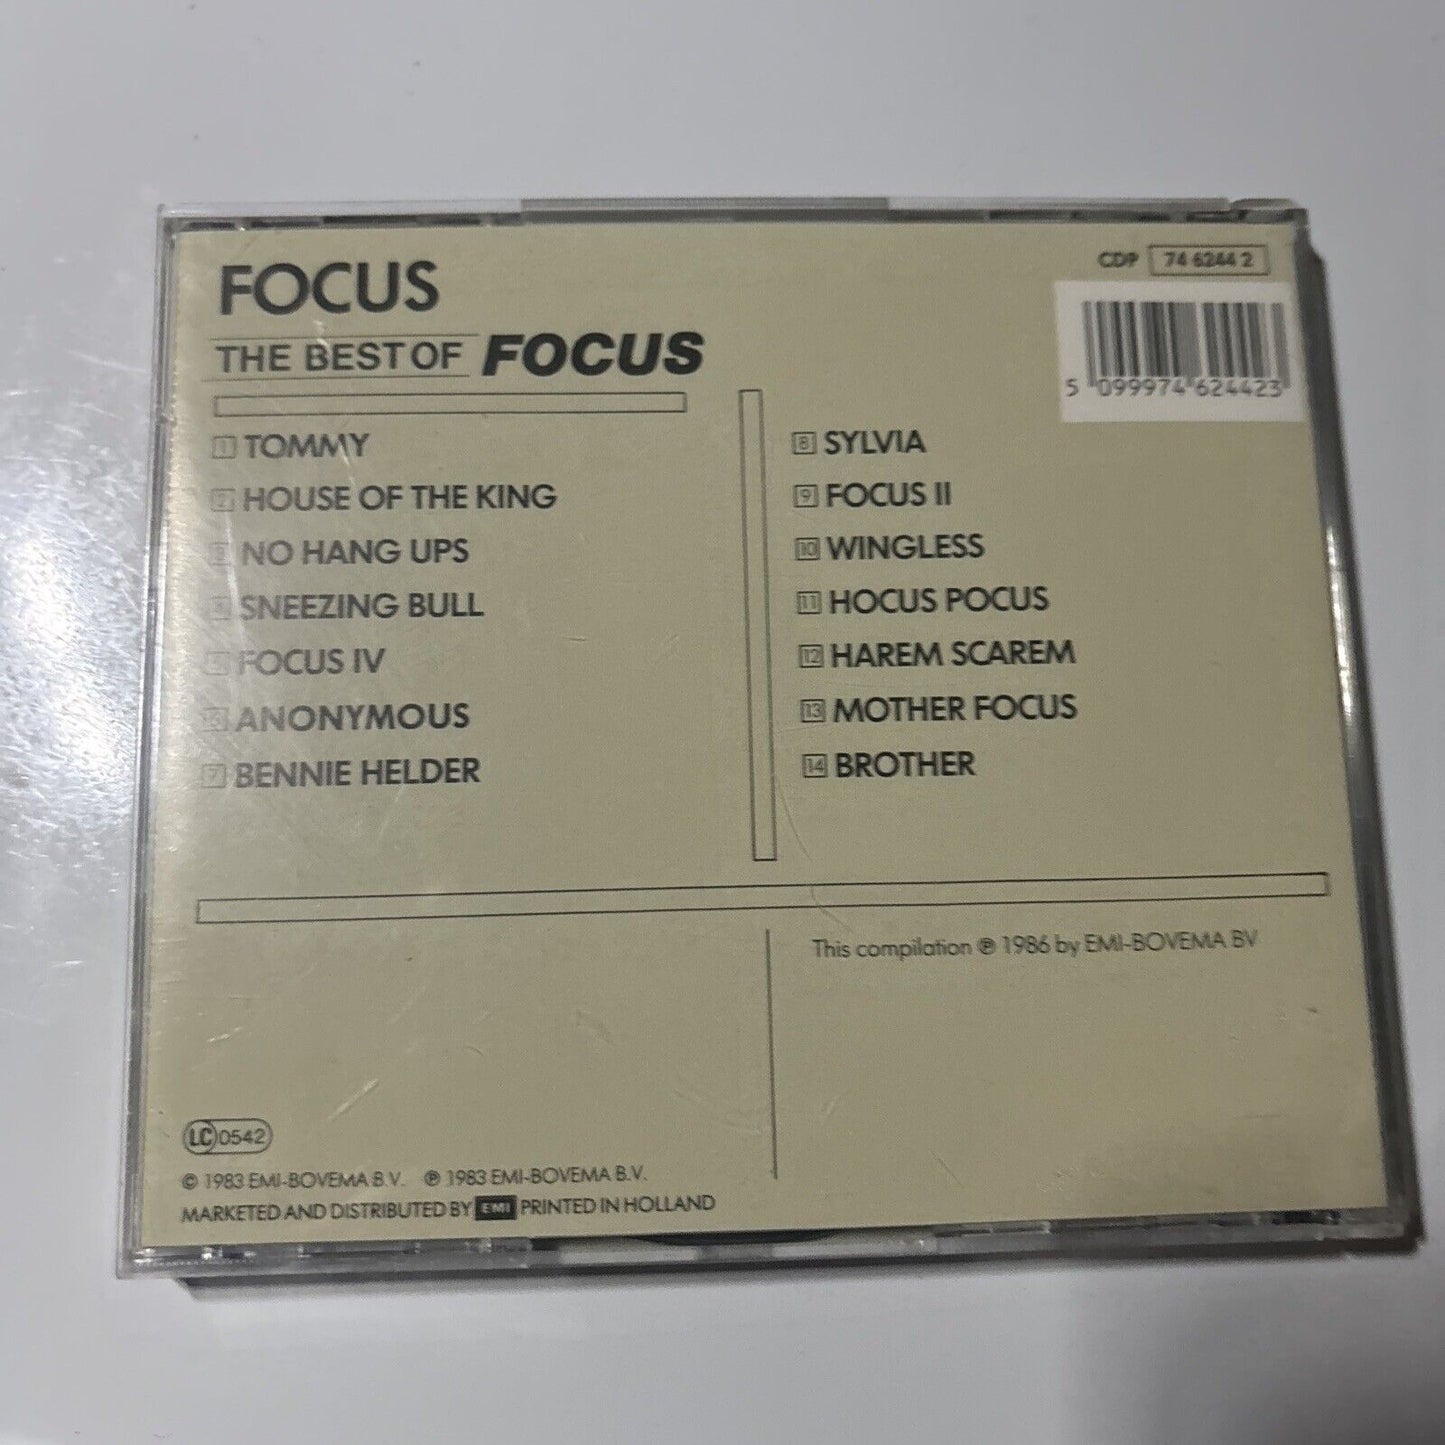 FOCUS
THE BEST OF FOCUS
CDP 74 6244 2
5 099974 624423
1 TOMMY
2 HOUSE OF THE KING
3 NO HANG UPS
4 SNEEZING BULL
5 FOCUS IV
6 ANONYMOUS
7 BENNIE HELDER
8 SYLVIA
9 FOCUS II
10 WINGLESS
11 HOCUS POCUS
12 HAREM SCAREM
13 MOTHER FOCUS
14 BROTHER
This compilation ℗ 1986 by EMI-BOVEMA BV
LC 0542
© 1983 EMI-BOVEMA B.V. ℗ 1983 EMI-BOVEMA B.V.
MARKETED AND DISTRIBUTED BY EMI PRINTED IN HOLLAND